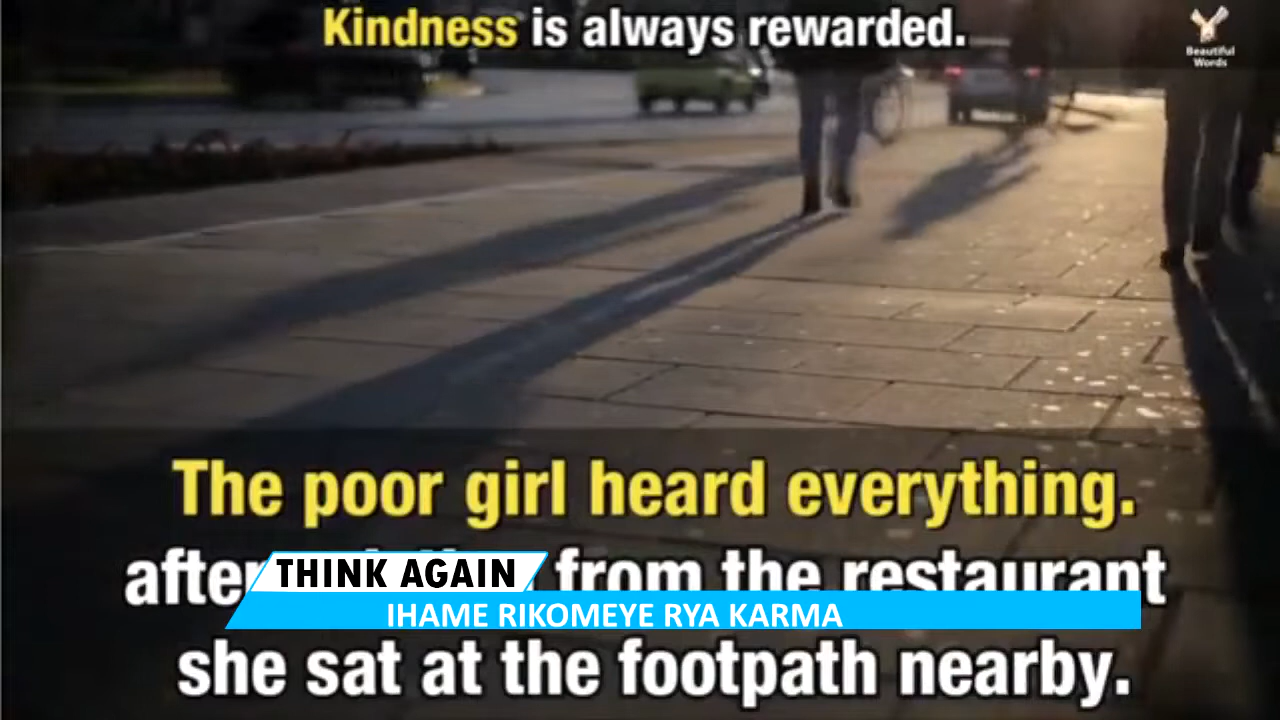 Kindness is always rewarded.
Beautiful
Words
The poor girl heard everything.
from the restaurant
THINK AGAIN
IHAME RIKOMEYE RYA KARMA
she sat at the footpath nearby.